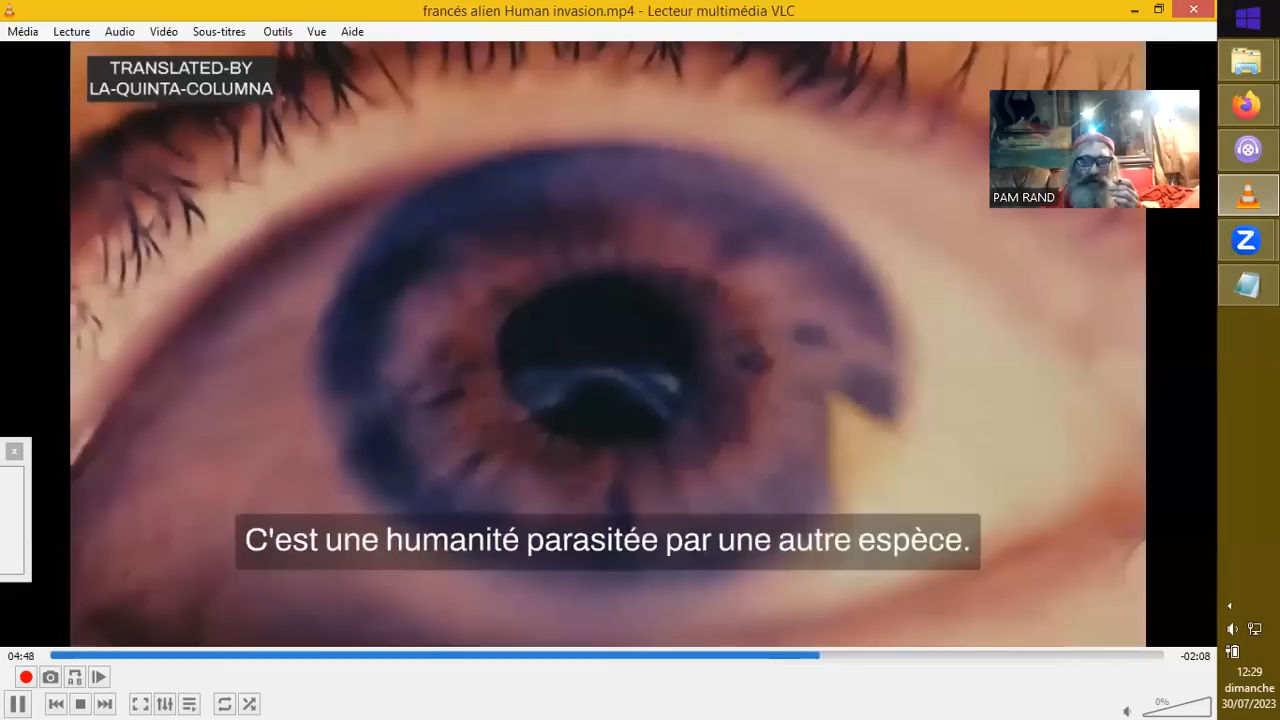 francés alien Human invasion.mp4 - Lecteur multimédia VLC
Média Lecture Audio Vidéo Sous-titres Outils Vue Aide
TRANSLATED-BY
LA-QUINTA-COLUMNA
PAM RAND
C'est une humanité parasitée par une autre espèce.
04:48
-02:08
0%
12:29
dimanche
30/07/2023